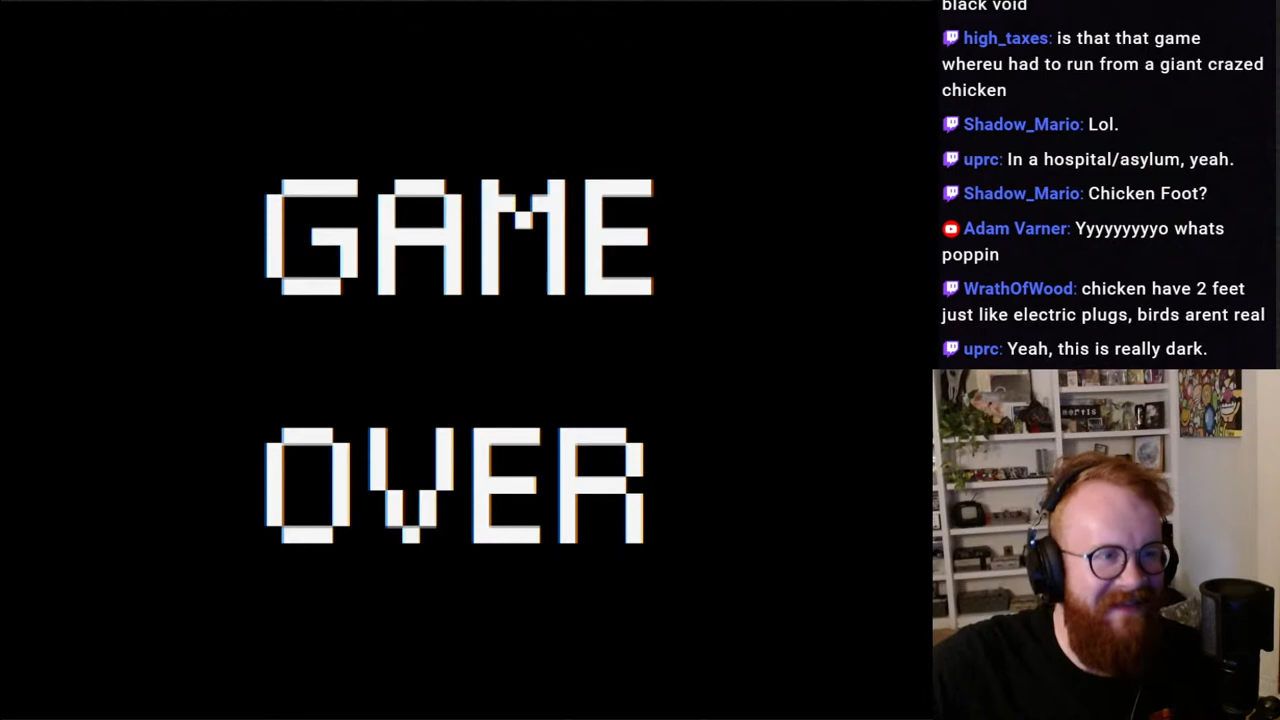 GAME
OVER
black void
high_taxes: is that that game
whereu had to run from a giant crazed
chicken
Shadow_Mario: Lol.
uprc: In a hospital/asylum, yeah.
Shadow_Mario: Chicken Foot?
Adam Varner: Yyyyyyyyyo whats
poppin
WrathOfWood: chicken have 2 feet
just like electric plugs, birds arent real
uprc: Yeah, this is really dark.